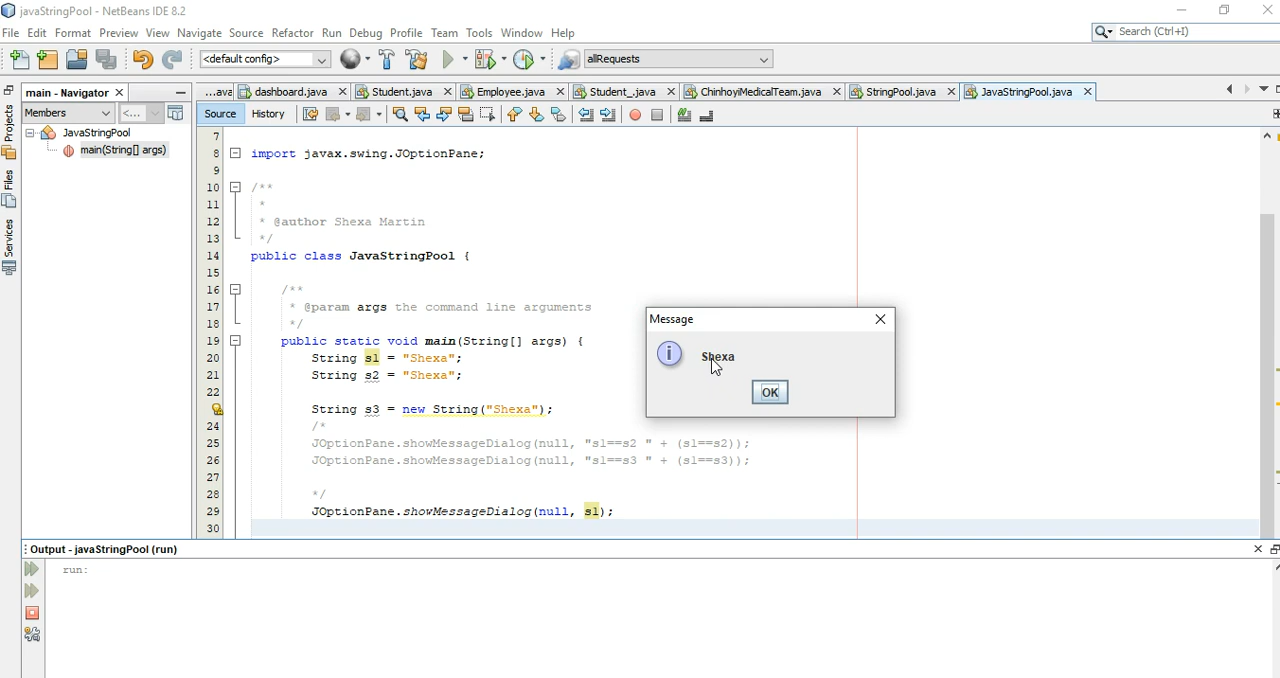 javaStringPool - NetBeans IDE 8.2
File Edit Format Preview View Navigate Source Refactor Run Debug Profile Team Tools Window Help
Search (Ctrl+I)
<default config>
allRequests
main - Navigator
...ava dashboard.java Student.java Employee.java Student_.java ChinhoyiMedicalTeam.java StringPool.java JavaStringPool.java
Members <...
Source History
Projects
Files
Services
JavaStringPool
main(String[] args)
7
8 import javax.swing.JOptionPane;
9
10 /**
11 *
12 * @author Shexa Martin
13 */
14 public class JavaStringPool {
15
16 /**
17 * @param args the command line arguments
18 */
19 public static void main(String[] args) {
20 String s1 = "Shexa";
21 String s2 = "Shexa";
22
String s3 = new String("Shexa");
24 /*
25 JOptionPane.showMessageDialog(null, "s1==s2 " + (s1==s2));
26 JOptionPane.showMessageDialog(null, "s1==s3 " + (s1==s3));
27
28 */
29 JOptionPane.showMessageDialog(null, s1);
30
Message
Shexa
OK
Output - javaStringPool (run)
run: